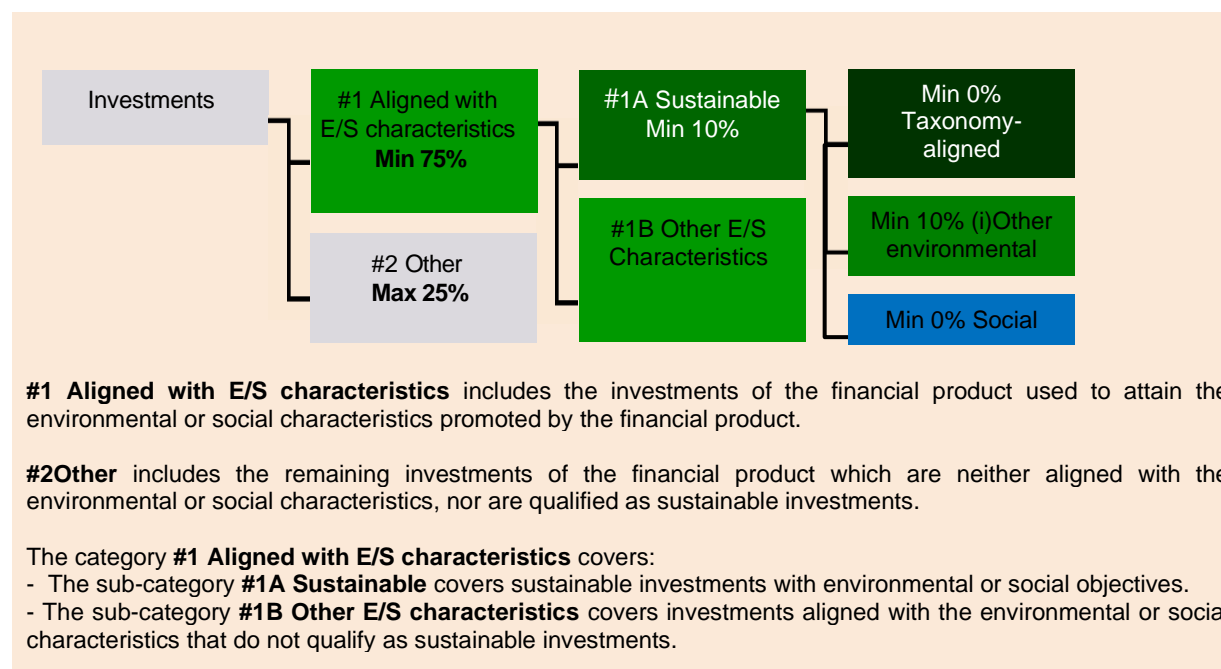 Investments
#1 Aligned with
E/S characteristics
Min 75%
#2 Other
Max 25%
#1A Sustainable
Min 10%
#1B Other E/S
Characteristics
Min 0%
Taxonomy-
aligned
Min 10% (i)Other
environmental
Min 0% Social
#1 Aligned with E/S characteristics includes the investments of the financial product used to attain the
environmental or social characteristics promoted by the financial product.
#2Other includes the remaining investments of the financial product which are neither aligned with the
environmental or social characteristics, nor are qualified as sustainable investments.
The category #1 Aligned with E/S characteristics covers:
- The sub-category #1A Sustainable covers sustainable investments with environmental or social objectives.
- The sub-category #1B Other E/S characteristics covers investments aligned with the environmental or social
characteristics that do not qualify as sustainable investments.